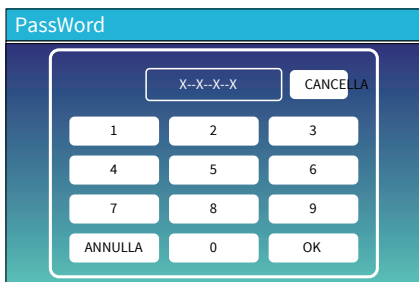 PassWord
X--X--X--X CANCELLA
1 2 3
4 5 6
7 8 9
ANNULLA 0 OK